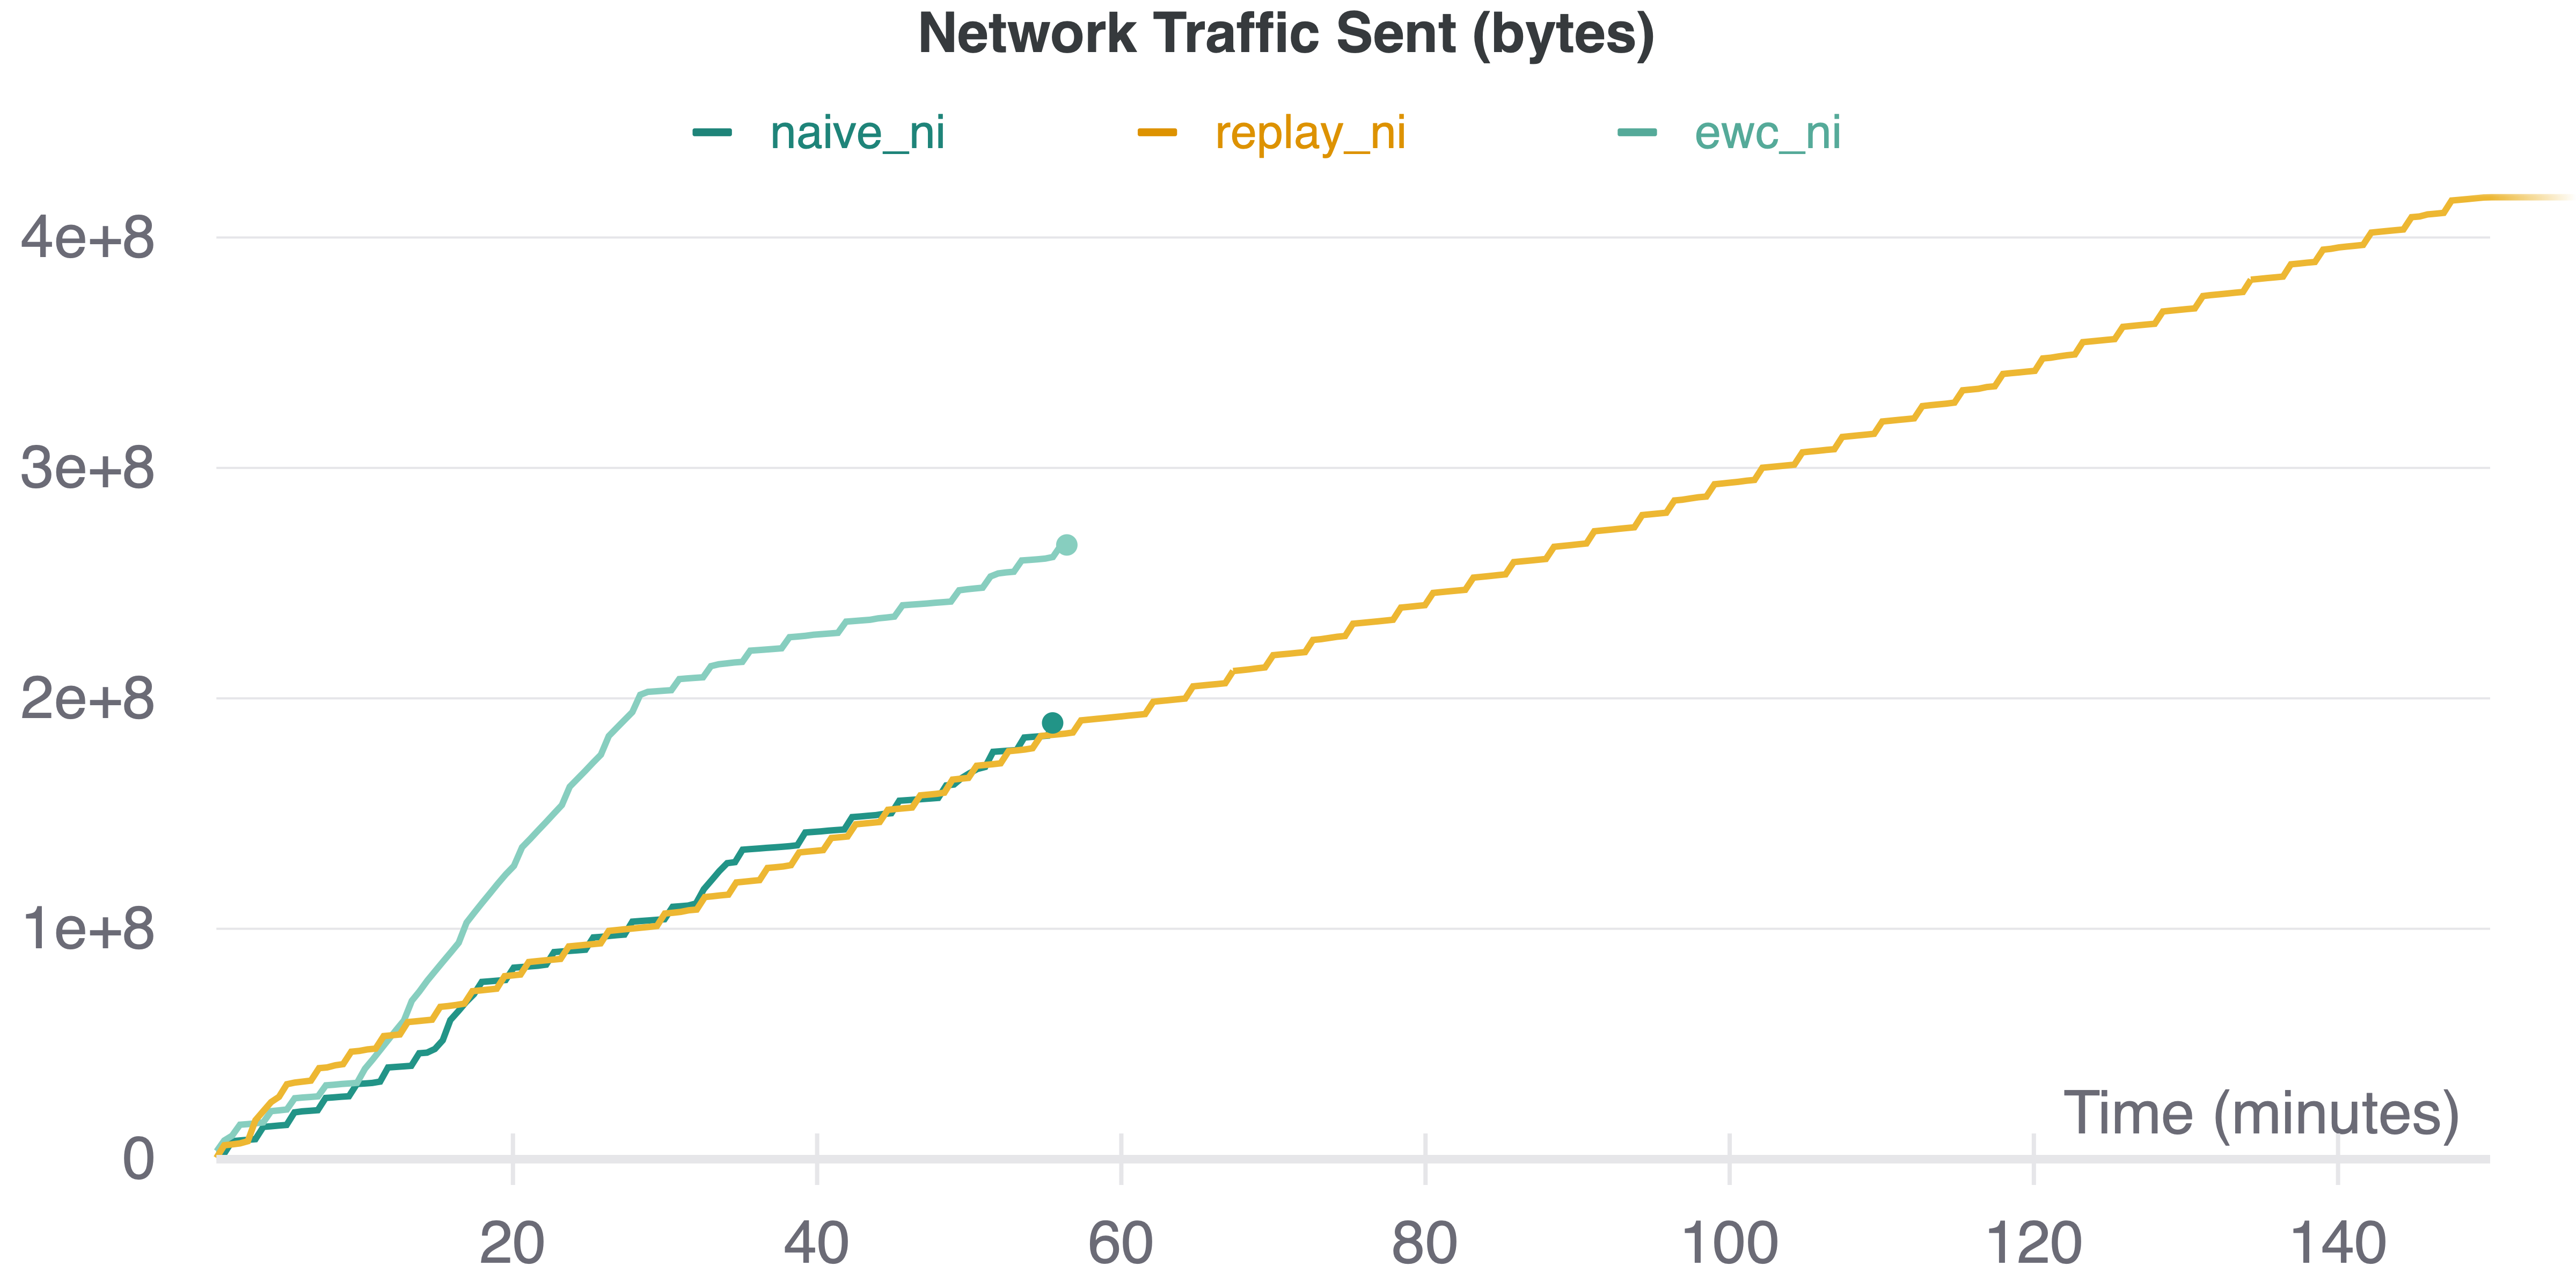 Network Traffic Sent (bytes)
naive_ni replay_ni ewc_ni
4e+8
3e+8
2e+8
1e+8
0
Time (minutes)
20 40 60 80 100 120 140